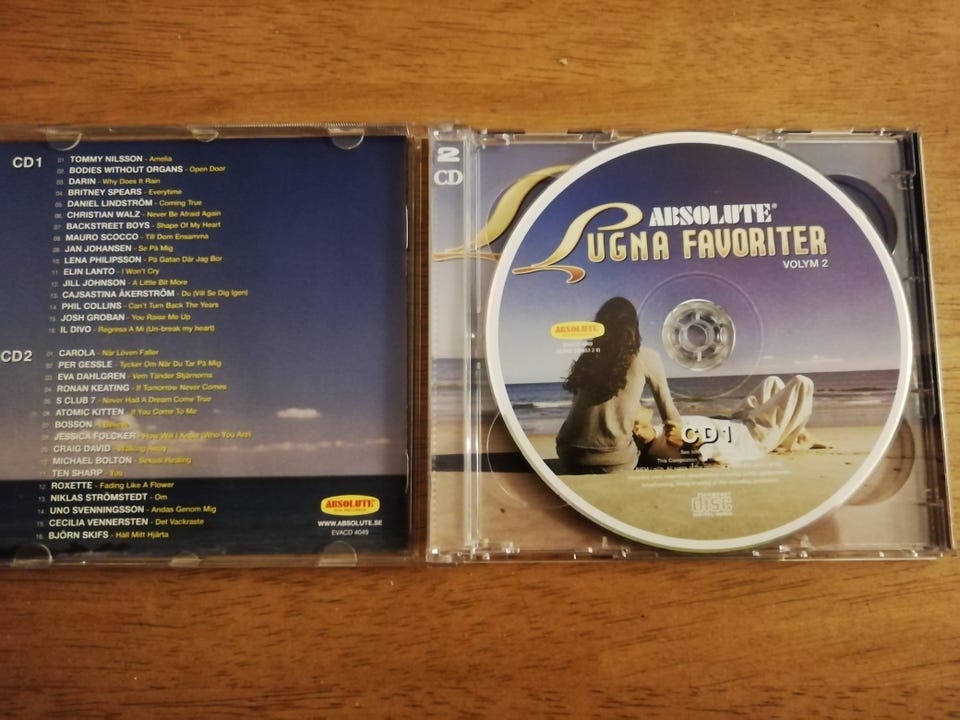 CD1
01. TOMMY NILSSON - Amelia
02. BODIES WITHOUT ORGANS - Open Door
03. DARIN - Why Does It Rain
04. BRITNEY SPEARS - Everytime
05. DANIEL LINDSTRÖM - Coming True
06. CHRISTIAN WALZ - Never Be Afraid Again
07. BACKSTREET BOYS - Shape Of My Heart
08. MAURO SCOCCO - Till Dom Ensamma
09. JAN JOHANSEN - Se På Mig
10. LENA PHILIPSSON - På Gatan Där Jag Bor
11. ELIN LANTO - I Won't Cry
12. JILL JOHNSON - A Little Bit More
13. CAJSASTINA ÅKERSTRÖM - Du (Vill Se Dig Igen)
14. PHIL COLLINS - Can't Turn Back The Years
15. JOSH GROBAN - You Raise Me Up
16. IL DIVO - Regresa A Mi (Un-break my heart)
CD2
01. CAROLA - När Löven Faller
02. PER GESSLE - Tycker Om När Du Tar På Mig
03. EVA DAHLGREN - Vem Tänder Stjärnorna
04. RONAN KEATING - If Tomorrow Never Comes
05. S CLUB 7 - Never Had A Dream Come True
06. ATOMIC KITTEN - If You Come To Me
07. BOSSON -
08. JESSICA FOLCKER - How Will I Know (Who You Are)
09. CRAIG DAVID - Walking Away
10. MICHAEL BOLTON - Sexual Healing
11. TEN SHARP - You
12. ROXETTE - Fading Like A Flower
13. NIKLAS STRÖMSTEDT - Om
14. UNO SVENNINGSSON - Andas Genom Mig
15. CECILIA VENNERSTEN - Det Vackraste
16. BJÖRN SKIFS - Håll Mitt Hjärta
ABSOLUTE
WWW.ABSOLUTE.SE
EVACD 4049
2
CD
ABSOLUTE®
LUGNA FAVORITER
VOLYM 2
ABSOLUTE
CD1
COMPACT
disc